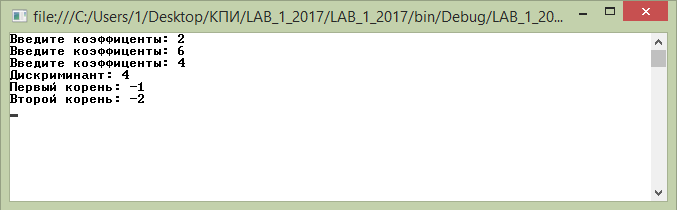 file:///C:/Users/1/Desktop/КПИ/LAB_1_2017/LAB_1_2017/bin/Debug/LAB_1_20...
Введите коэффиценты: 2
Введите коэффиценты: 6
Введите коэффиценты: 4
Дискриминант: 4
Первый корень: -1
Второй корень: -2